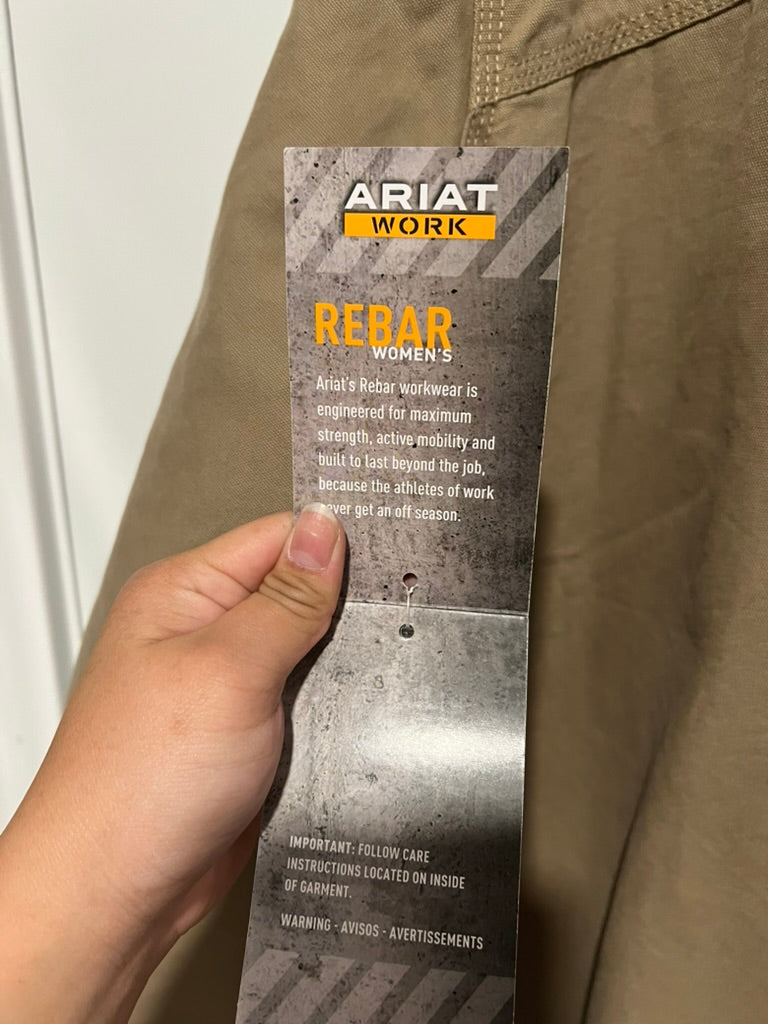 ARIAT
WORK
REBAR
WOMEN'S
Ariat's Rebar workwear is
engineered for maximum
strength, active mobility and
built to last beyond the job,
because the athletes of work
never get an off season.
IMPORTANT: FOLLOW CARE
INSTRUCTIONS LOCATED ON INSIDE
OF GARMENT.
WARNING - AVISOS - AVERTISSEMENTS